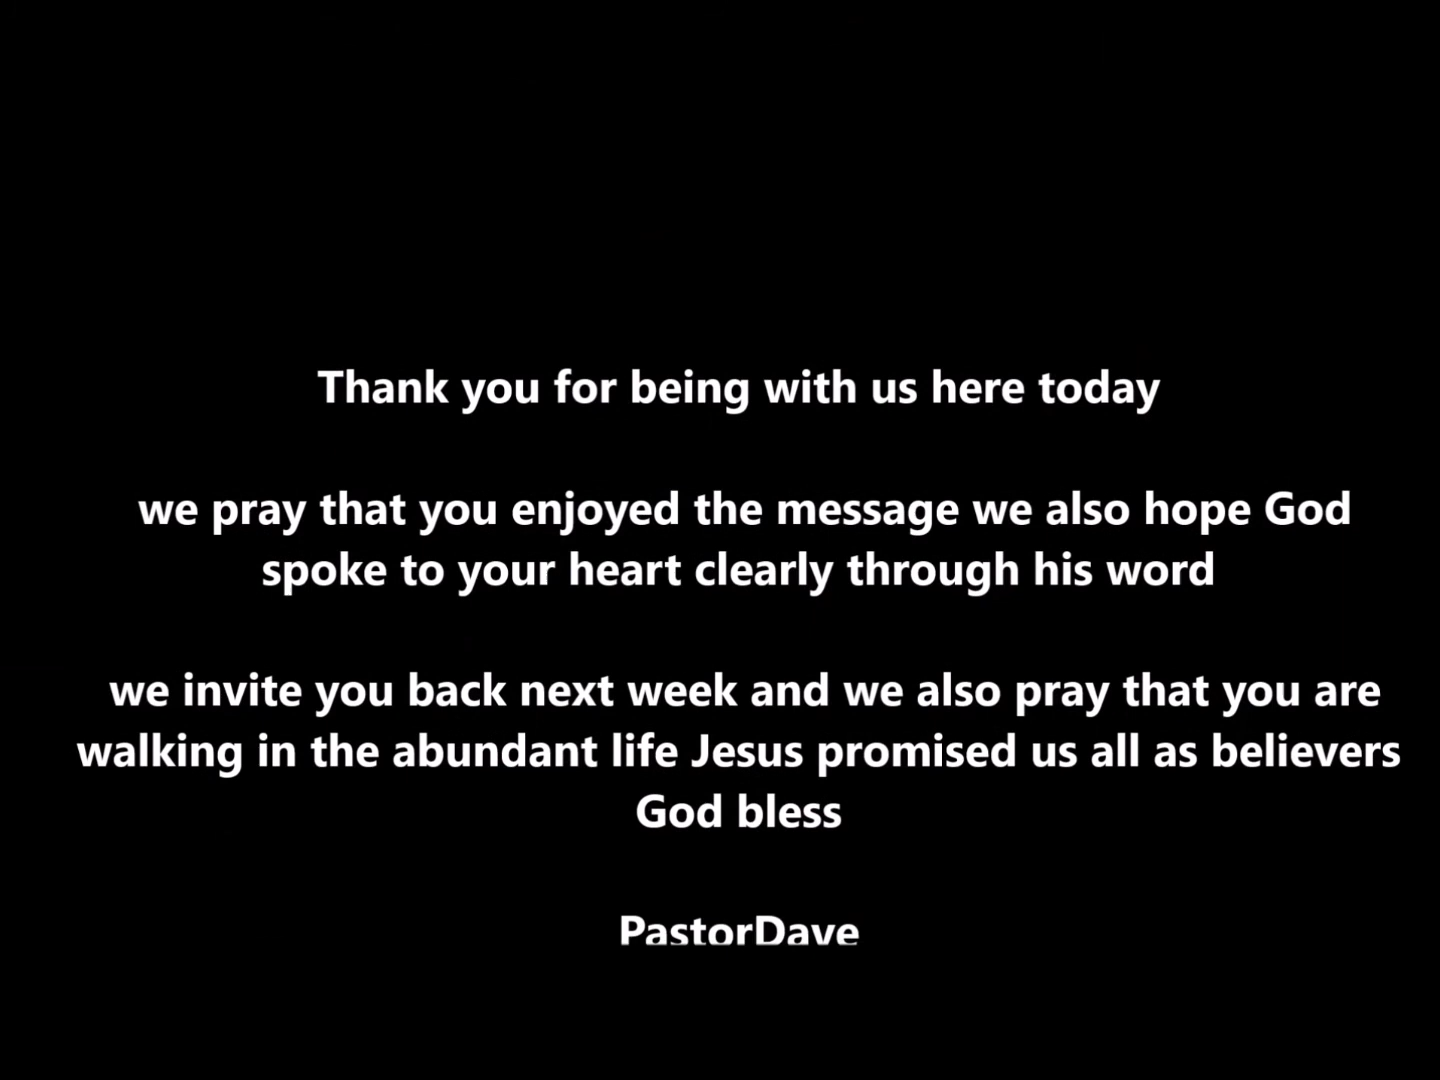 Thank you for being with us here today
we pray that you enjoyed the message we also hope God
spoke to your heart clearly through his word
we invite you back next week and we also pray that you are
walking in the abundant life Jesus promised us all as believers
God bless
PastorDave